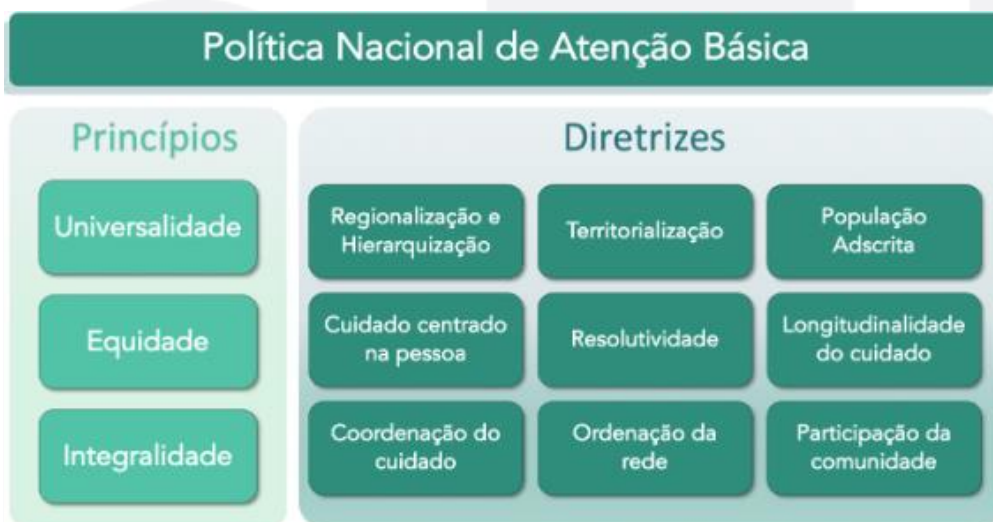 Política Nacional de Atenção Básica
Princípios
Universalidade
Equidade
Integralidade
Diretrizes
Regionalização e
Hierarquização
Territorialização
População
Adscrita
Cuidado centrado
na pessoa
Resolutividade
Longitudinalidade
do cuidado
Coordenação do
cuidado
Ordenação da
rede
Participação da
comunidade